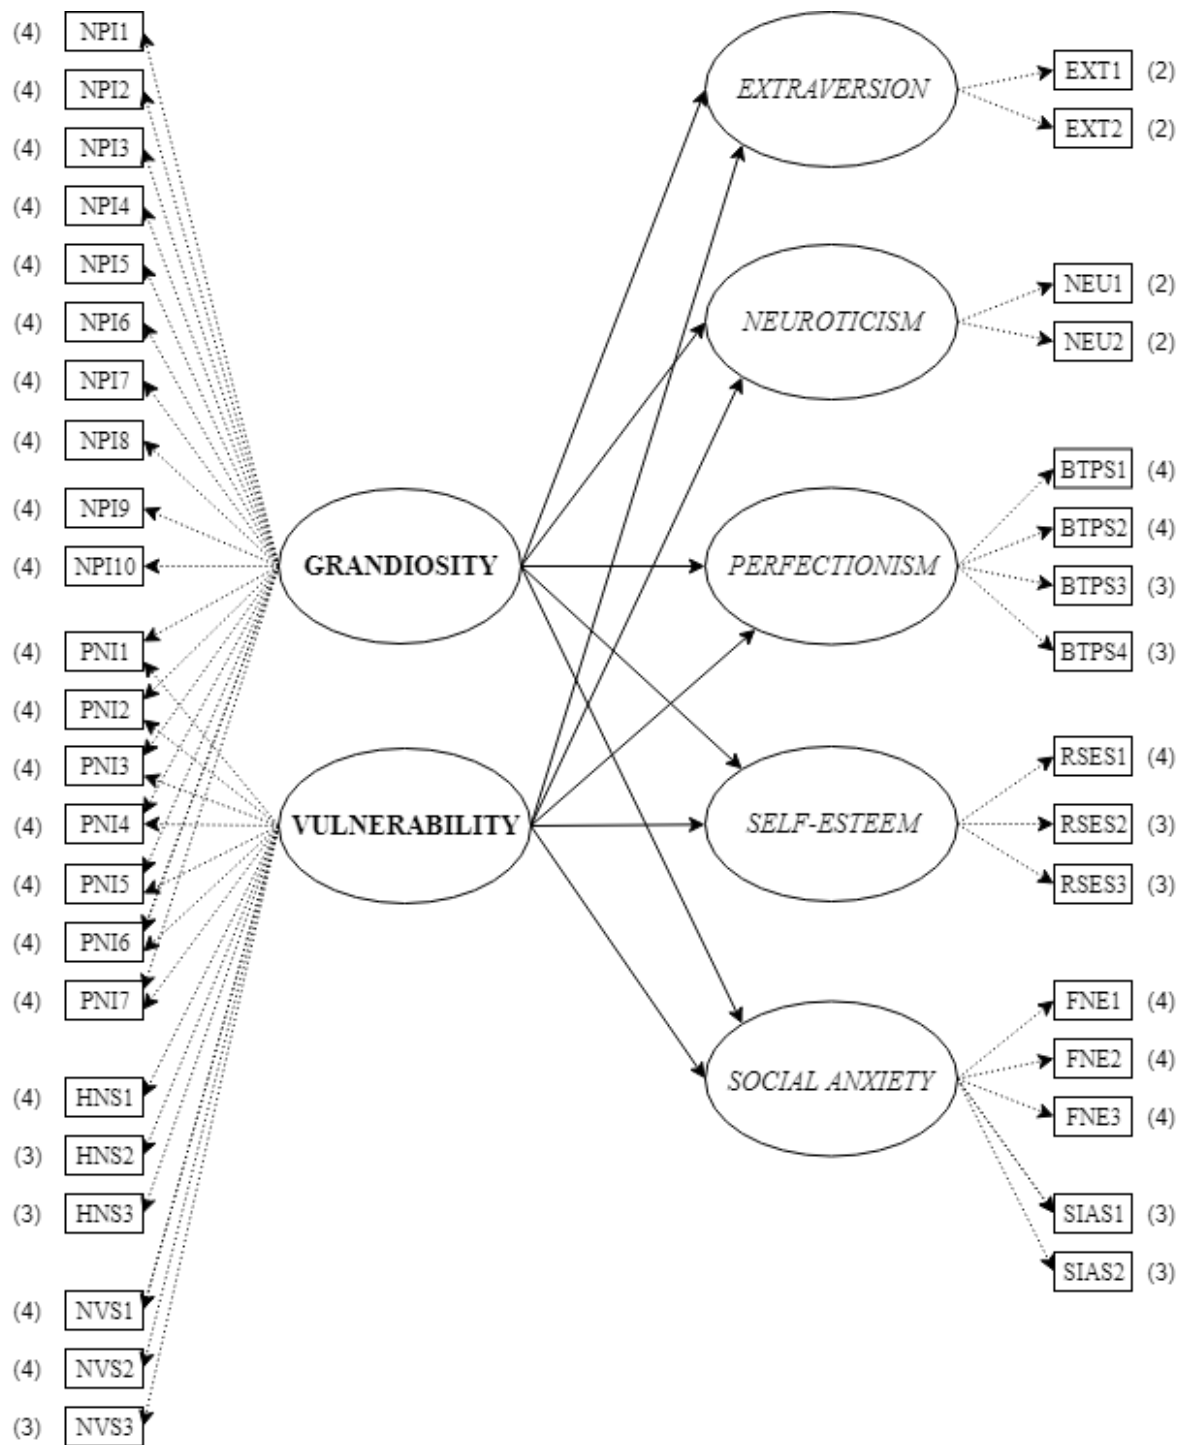 (4) NPI1
(4) NPI2
(4) NPI3
(4) NPI4
(4) NPI5
(4) NPI6
(4) NPI7
(4) NPI8
(4) NPI9
(4) NPI10
(4) PNI1
(4) PNI2
(4) PNI3
(4) PNI4
(4) PNI5
(4) PNI6
(4) PNI7
(4) HNS1
(3) HNS2
(3) HNS3
(4) NVS1
(4) NVS2
(3) NVS3
GRANDIOSITY
VULNERABILITY
EXTRAVERSION
NEUROTICISM
PERFECTIONISM
SELF-ESTEEM
SOCIAL ANXIETY
EXT1 (2)
EXT2 (2)
NEU1 (2)
NEU2 (2)
BTPS1 (4)
BTPS2 (4)
BTPS3 (3)
BTPS4 (3)
RSES1 (4)
RSES2 (3)
RSES3 (3)
FNE1 (4)
FNE2 (4)
FNE3 (4)
SIAS1 (3)
SIAS2 (3)